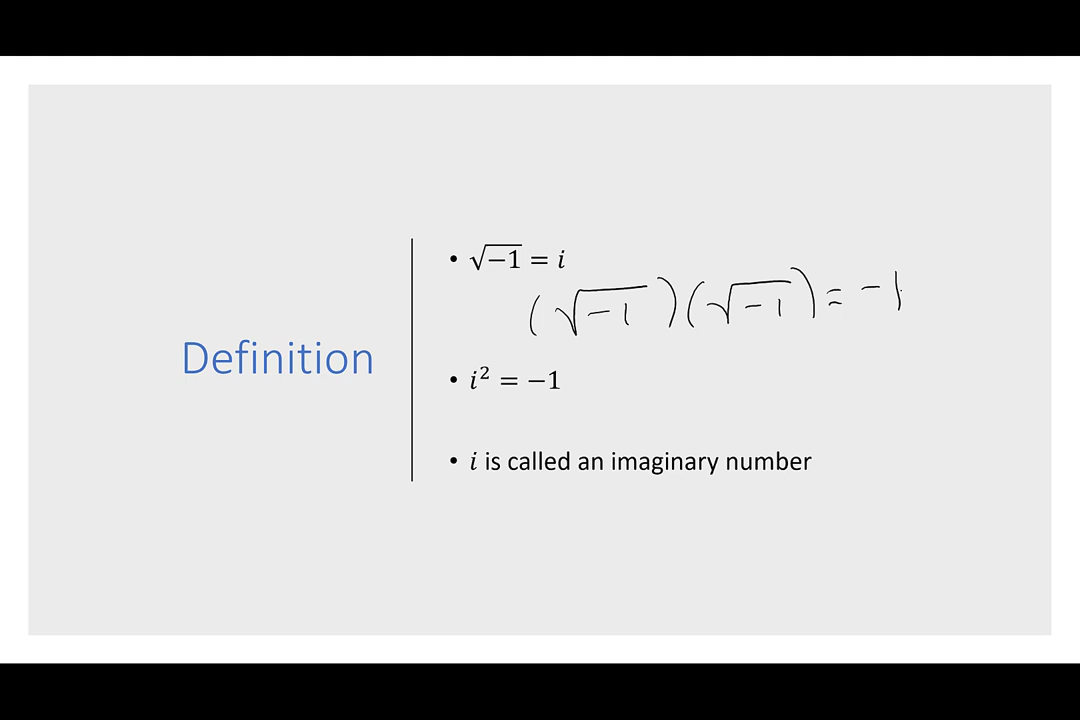 Definition
• √−1 = i
(√−1)(√−1) = −1
• i² = −1
• i is called an imaginary number